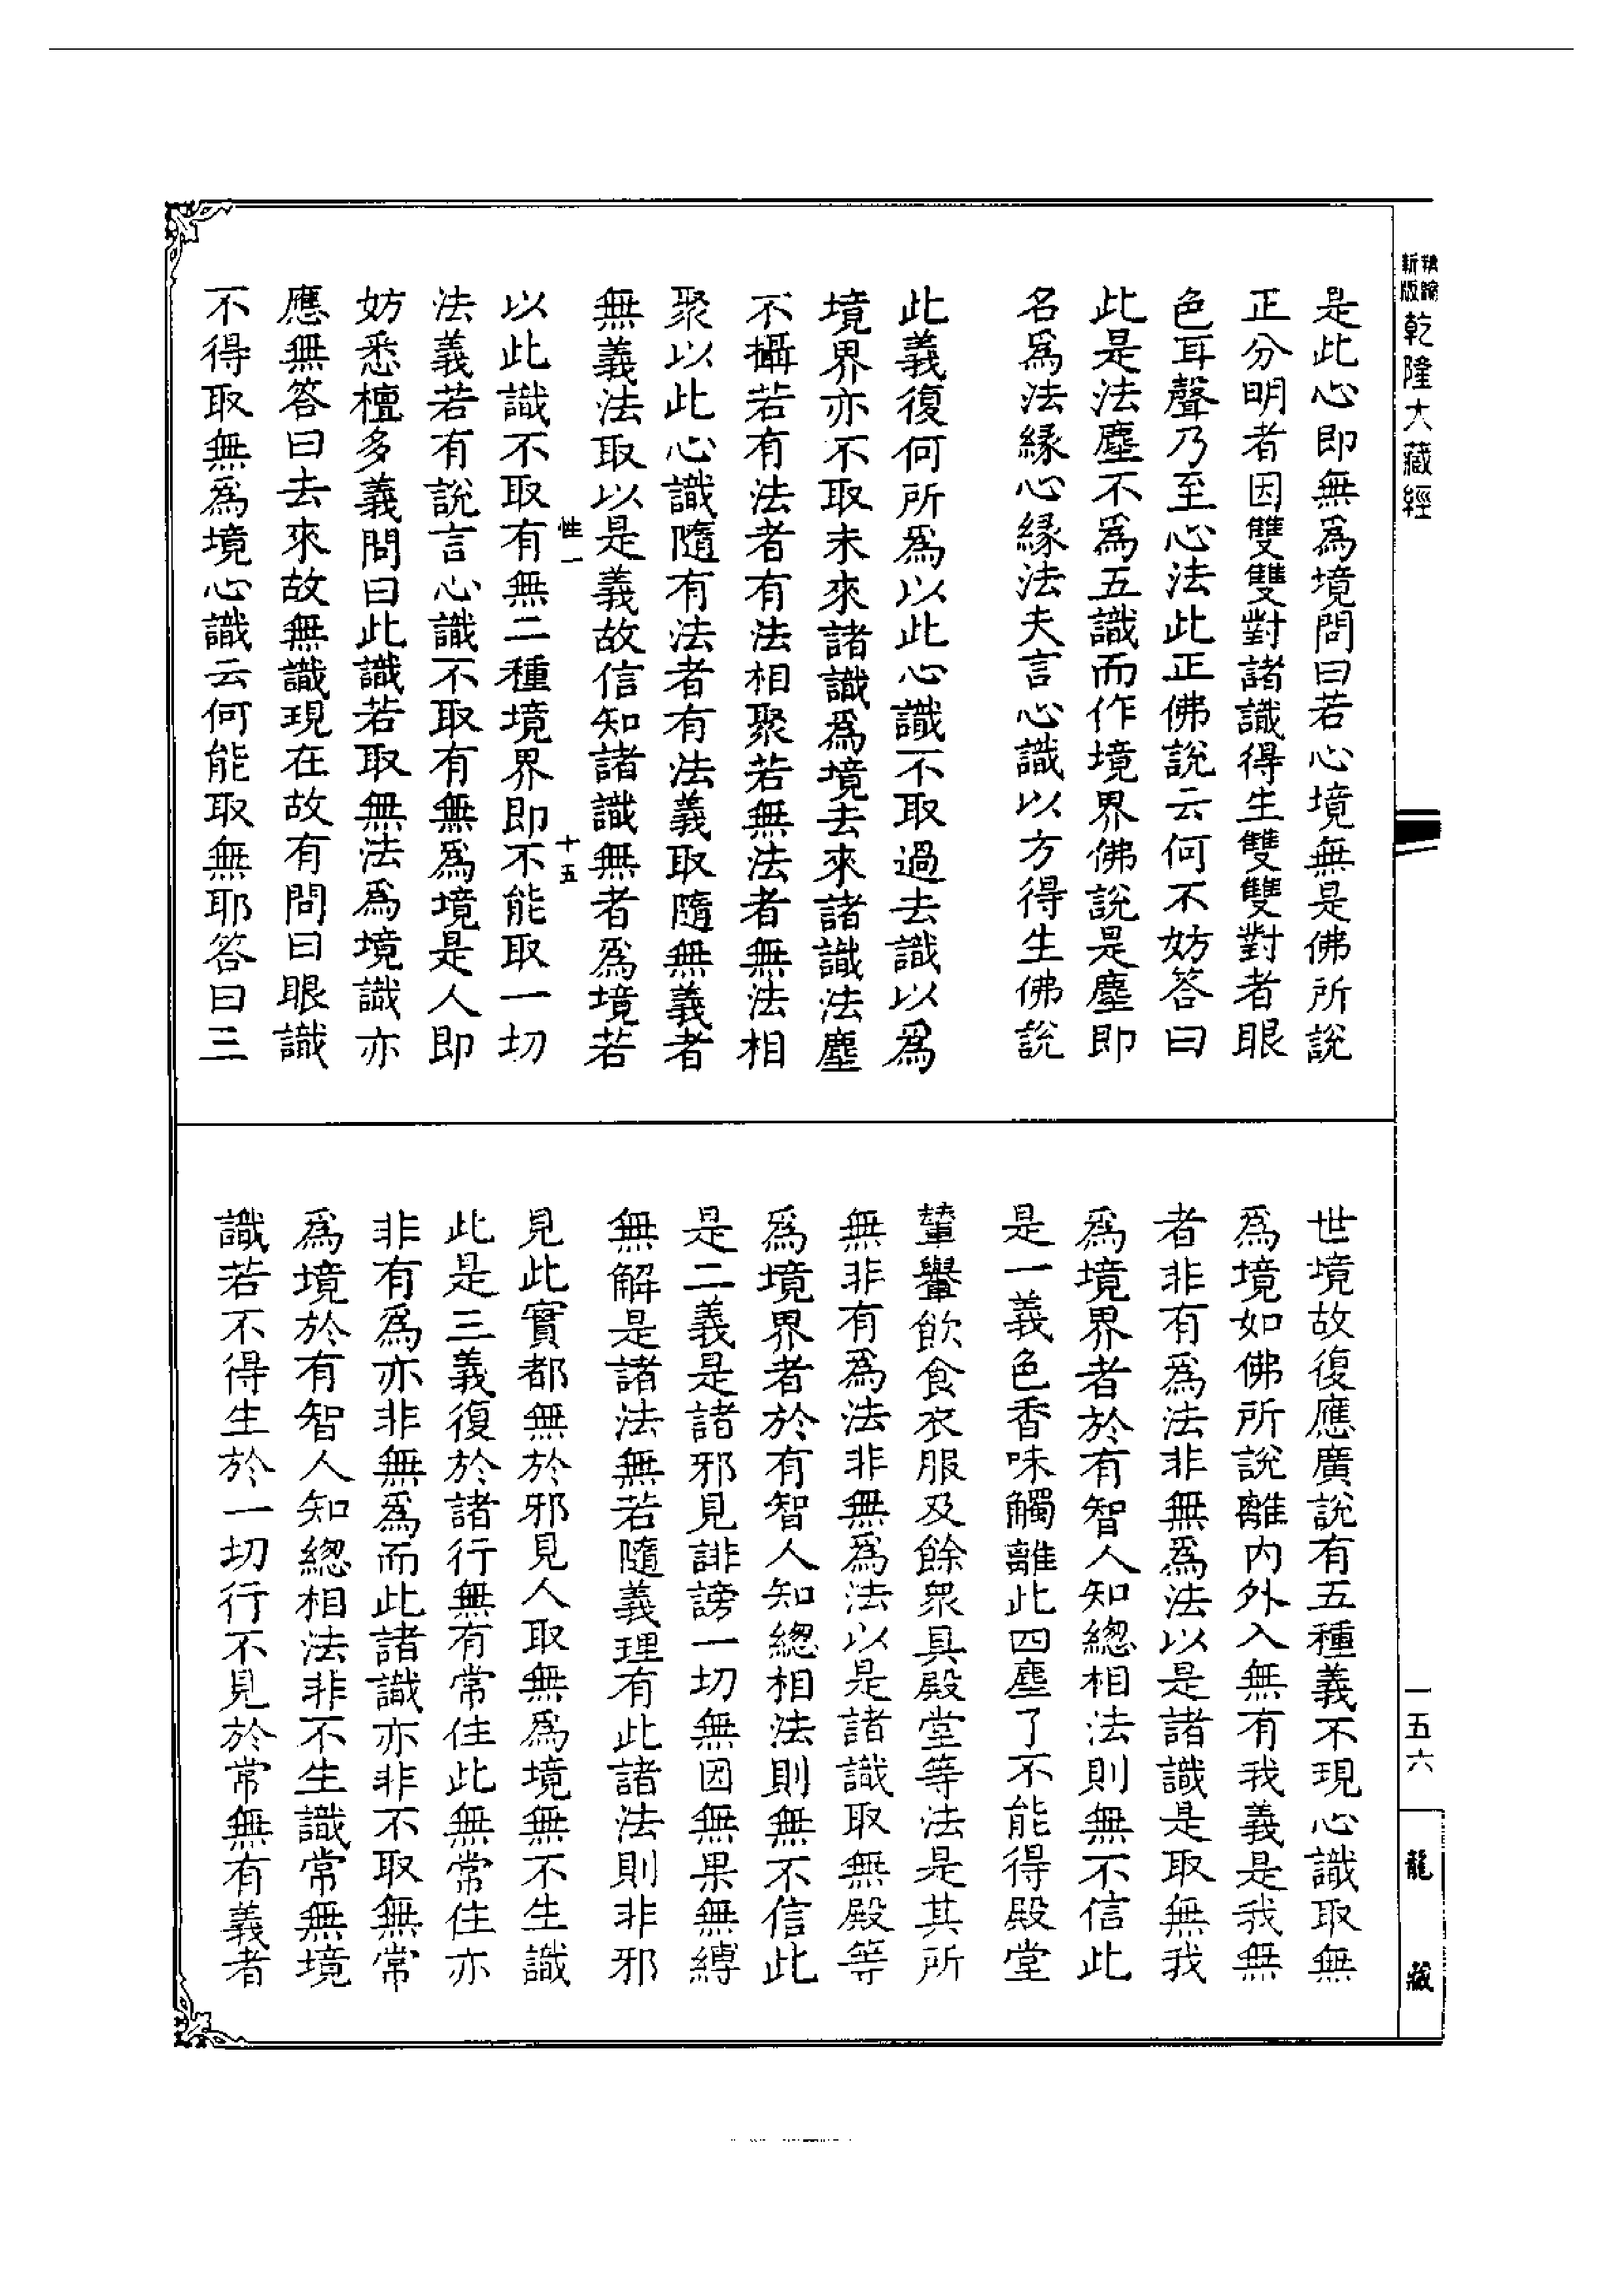 新版
乾隆大藏經
是此心即無爲境問曰若心境無是佛所說
正分明者因雙雙對諸識得生雙雙對者眼
色耳聲乃至心法此正佛說云何不妨答曰
此是法塵不爲五識而作境界佛說是塵即
名爲法緣心緣法夫言心識以方得生佛說
此義復何所爲以此心識不取過去識以爲
境界亦不取未來諸識爲境去來諸識法塵
不攝若有法者有法相聚若無法者無法相
聚以此心識隨有法者有法義取隨無義者
無義法取以是義故信知諸識無者爲境若
性一
十五
以此識不取有無二種境界即不能取一切
法義若有說言心識不取有無爲境是人即
妨悉檀多義問曰此識若取無法爲境識亦
應無答曰去來故無識現在故有問曰眼識
不得取無爲境心識云何能取無耶答曰三
世境故復應廣說有五種義不現心識取無
爲境如佛所說離內外入無有我義是我無
者非有爲法非無爲法以是諸識是取無我
爲境界者於有智人知總相法則無不信此
是一義色香味觸離此四塵了不能得殿堂
輦轝飲食衣服及餘衆具殿堂等法是其所
無非有爲法非無爲法以是諸識取無殿等
爲境界者於有智人知總相法則無不信此
是二義是諸邪見誹謗一切無因無果無縛
無解是諸法無若隨義理有此諸法則非邪
見此實都無於邪見人取無爲境無不生識
此是三義復於諸行無有常住此無常住亦
非有爲亦非無爲而此諸識亦非不取無常
爲境於有智人知總相法非不生識常無境
識若不得生於一切行不見於常無有義者
一五六
龍藏